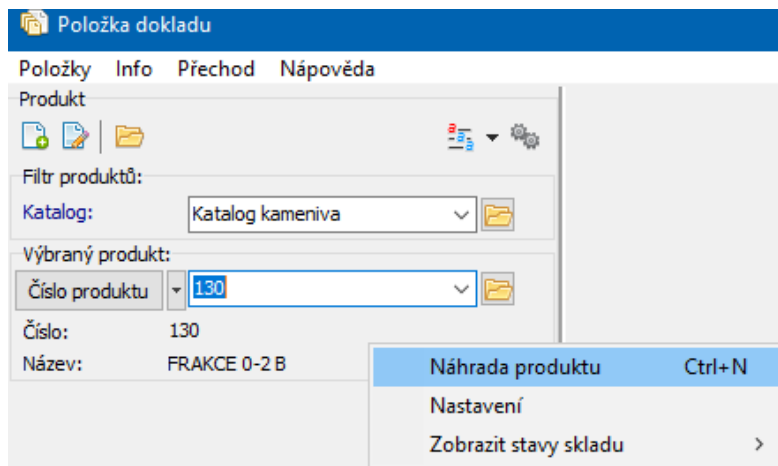 Položka dokladu
Položky Info Přechod Nápověda
Produkt
Filtr produktů:
Katalog: Katalog kameniva
Výbraný produkt:
Číslo produktu 130
Číslo: 130
Název: FRAKCE 0-2 B
Náhrada produktu Ctrl+N
Nastavení
Zobrazit stavy skladu